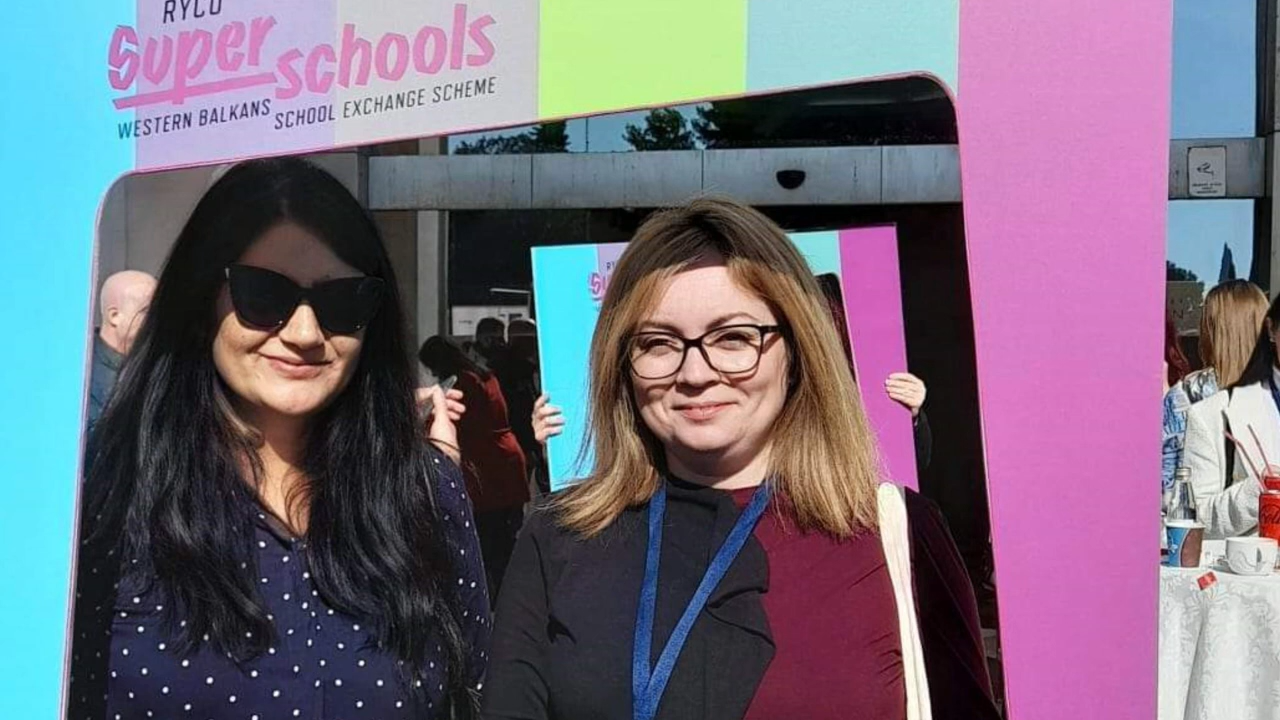 RYCO
Super
schools
WESTERN BALKANS
SCHOOL EXCHANGE SCHEME